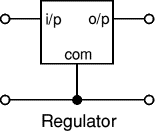 i/p o/p
com
Regulator